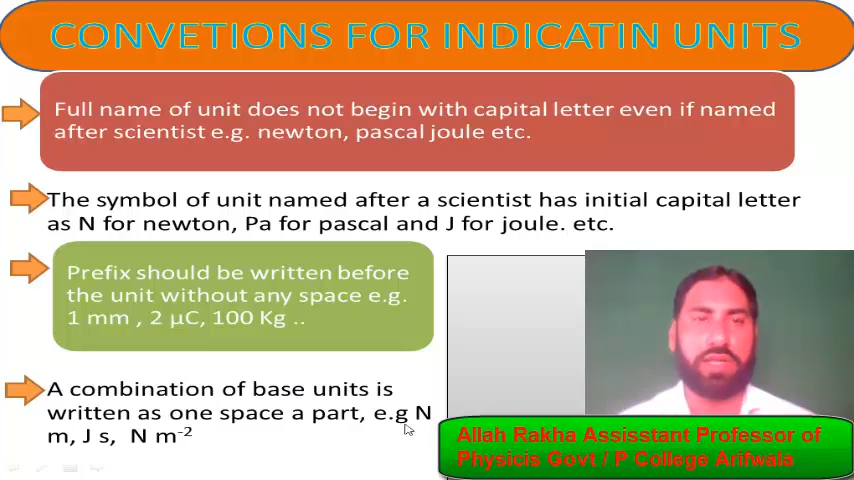 CONVETIONS FOR INDICATIN UNITS
Full name of unit does not begin with capital letter even if named
after scientist e.g. newton, pascal joule etc.
The symbol of unit named after a scientist has initial capital letter
as N for newton, Pa for pascal and J for joule. etc.
Prefix should be written before
the unit without any space e.g.
1 mm , 2 µC, 100 Kg ..
A combination of base units is
written as one space a part, e.g N
m, J s, N m⁻²
Allah Rakha Assisstant Professor of
Physicis Govt / P College Arifwala